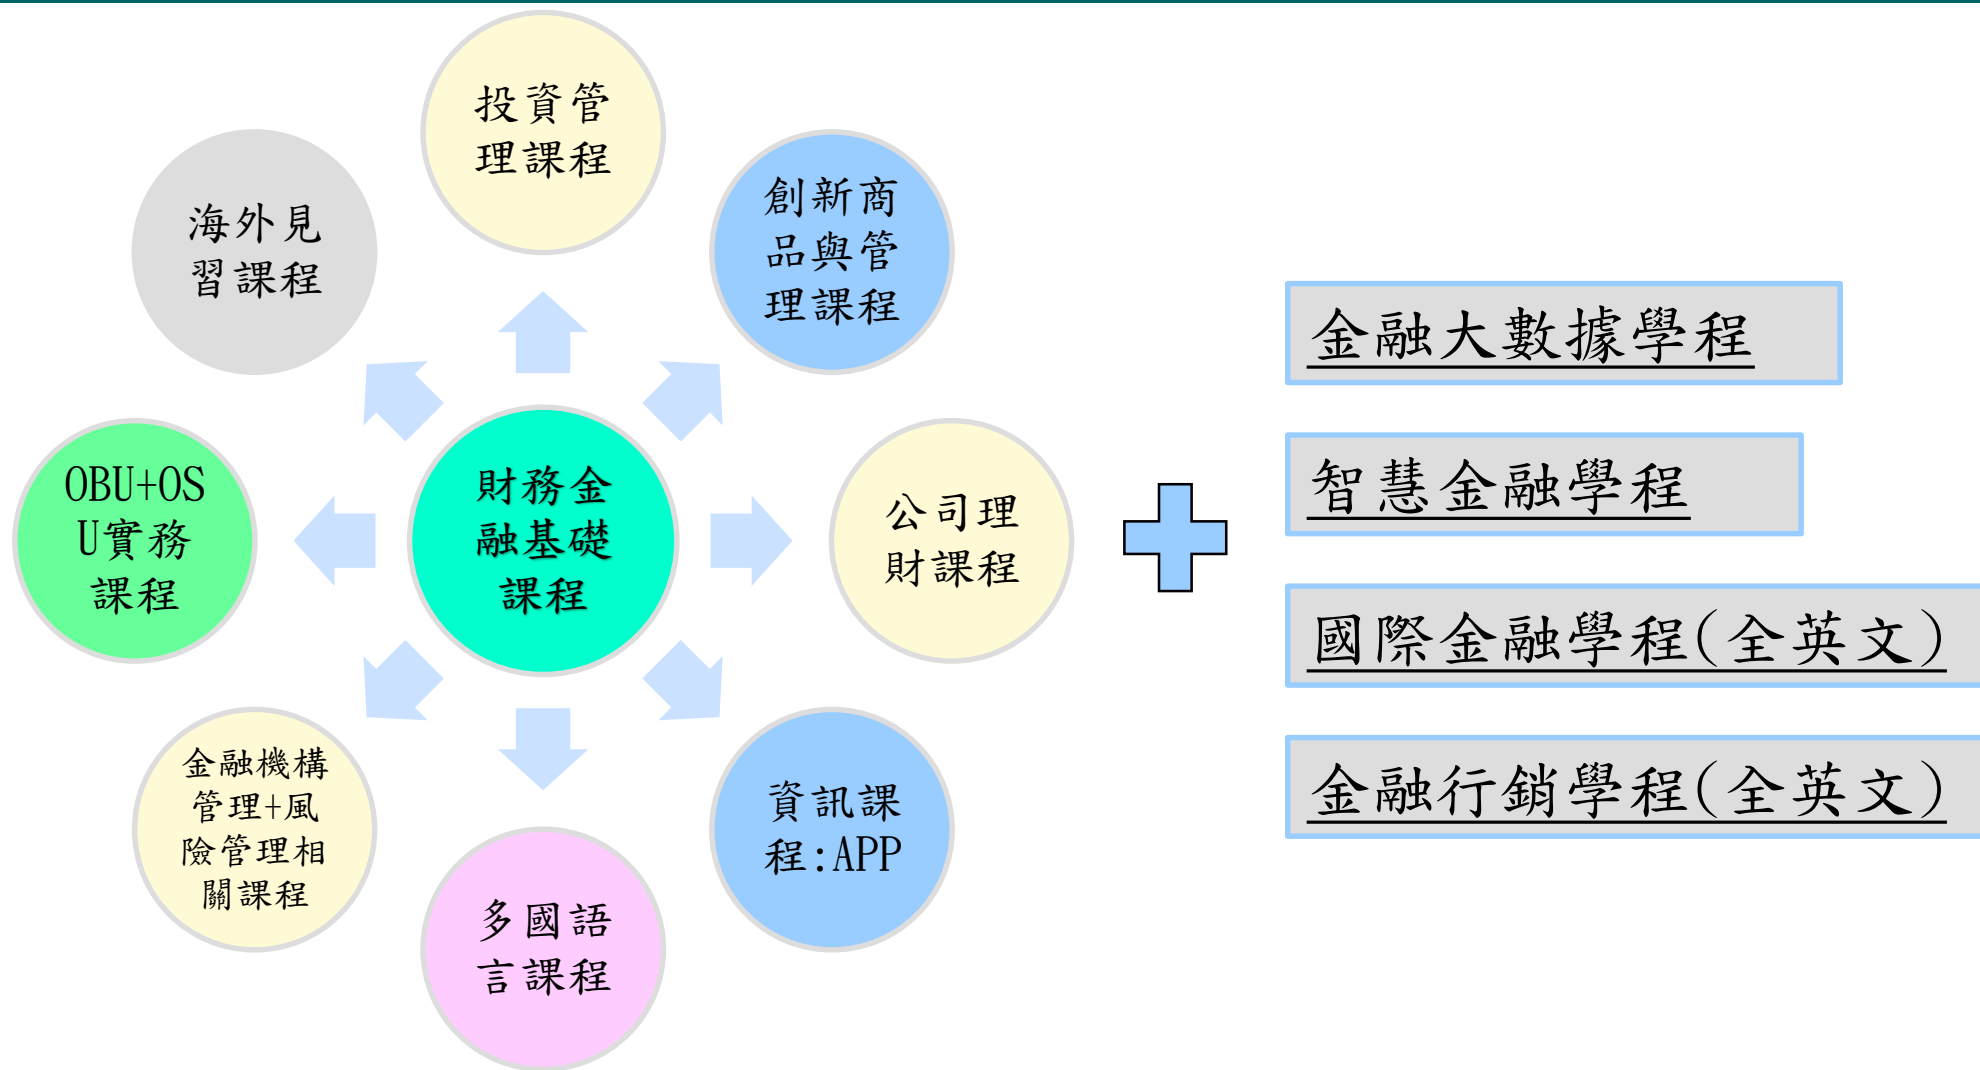 投資管
理課程
創新商
品與管
理課程
公司理
財課程
資訊課
程:APP
多國語
言課程
金融機構
管理+風
險管理相
關課程
OBU+OS
U實務
課程
海外見
習課程
財務金
融基礎
課程
金融大數據學程
智慧金融學程
國際金融學程(全英文)
金融行銷學程(全英文)